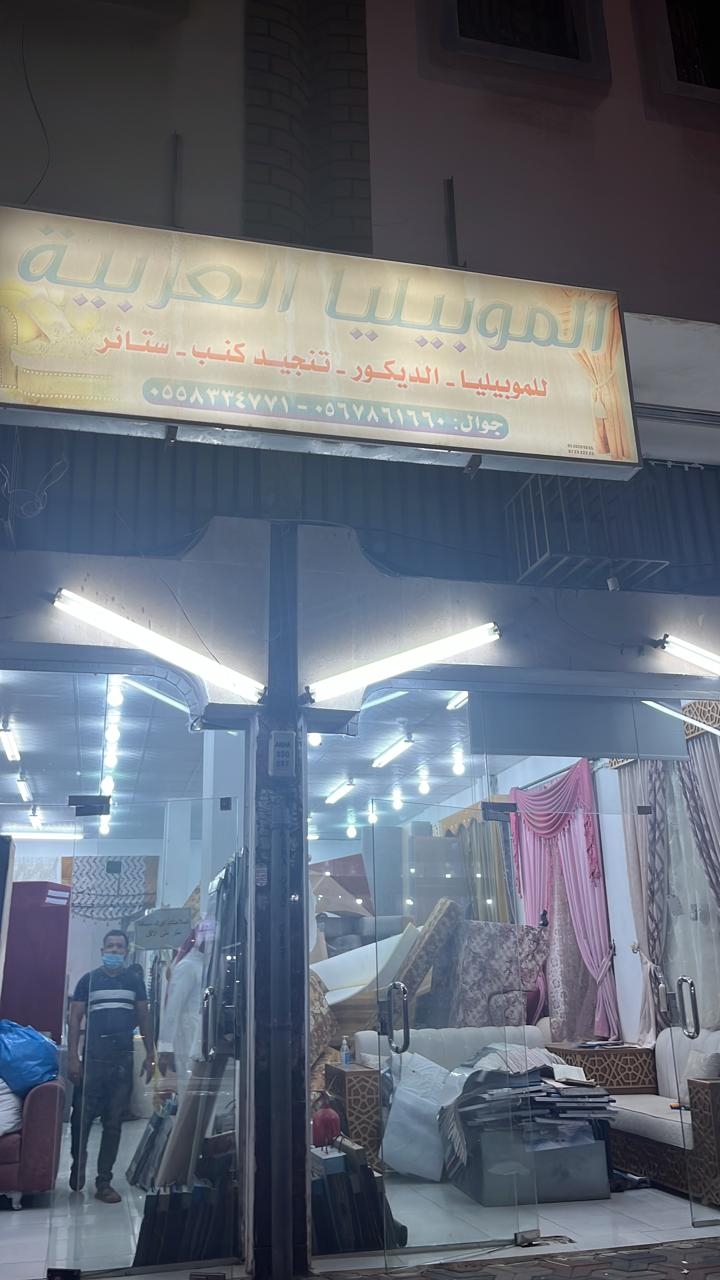 الموبيليا العربية
للموبيليا - الديكور - تنجيد كنب - ستائر
جوال: ٠٥٦٧٨٦١٦٦٠ - ٠٥٥٨٣٣٤٧٧١